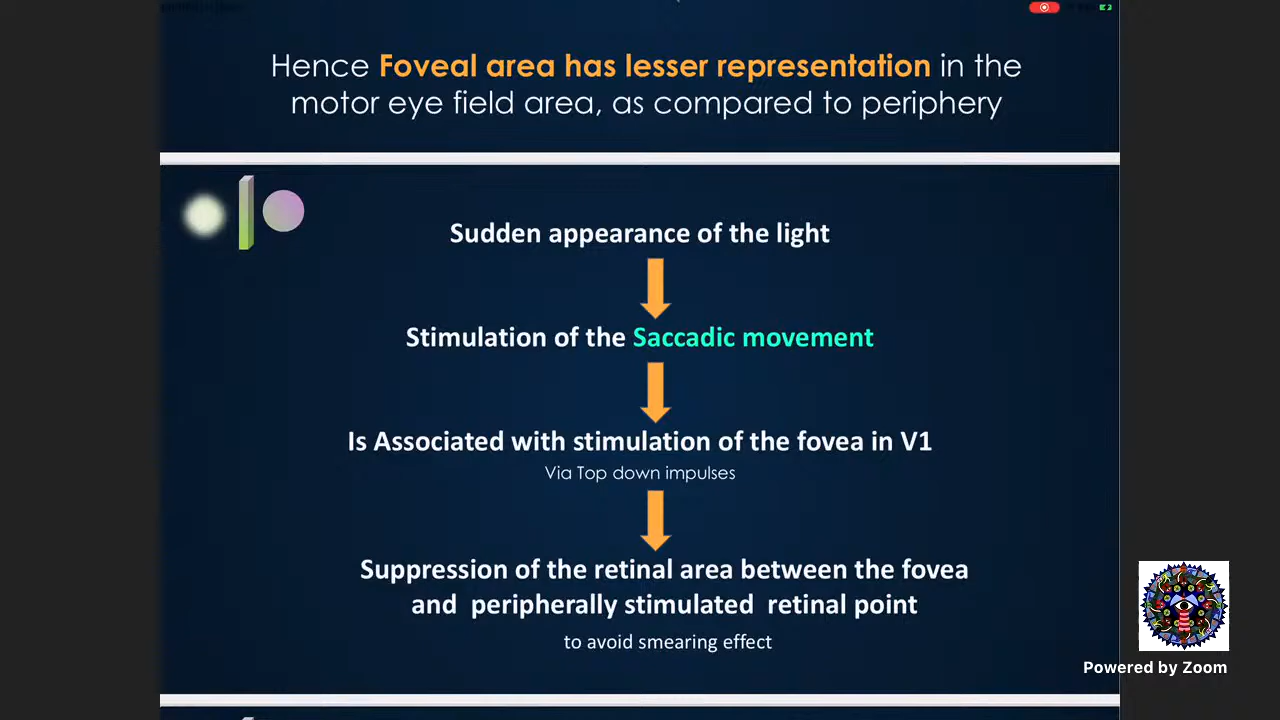 Hence Foveal area has lesser representation in the
motor eye field area, as compared to periphery
Sudden appearance of the light
Stimulation of the Saccadic movement
Is Associated with stimulation of the fovea in V1
Via Top down impulses
Suppression of the retinal area between the fovea
and peripherally stimulated retinal point
to avoid smearing effect
Powered by Zoom